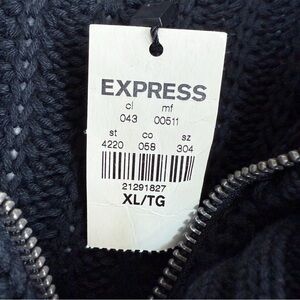 EXPRESS
cl mf
043 00511
st co sz
4220 058 304
21291827
XL/TG